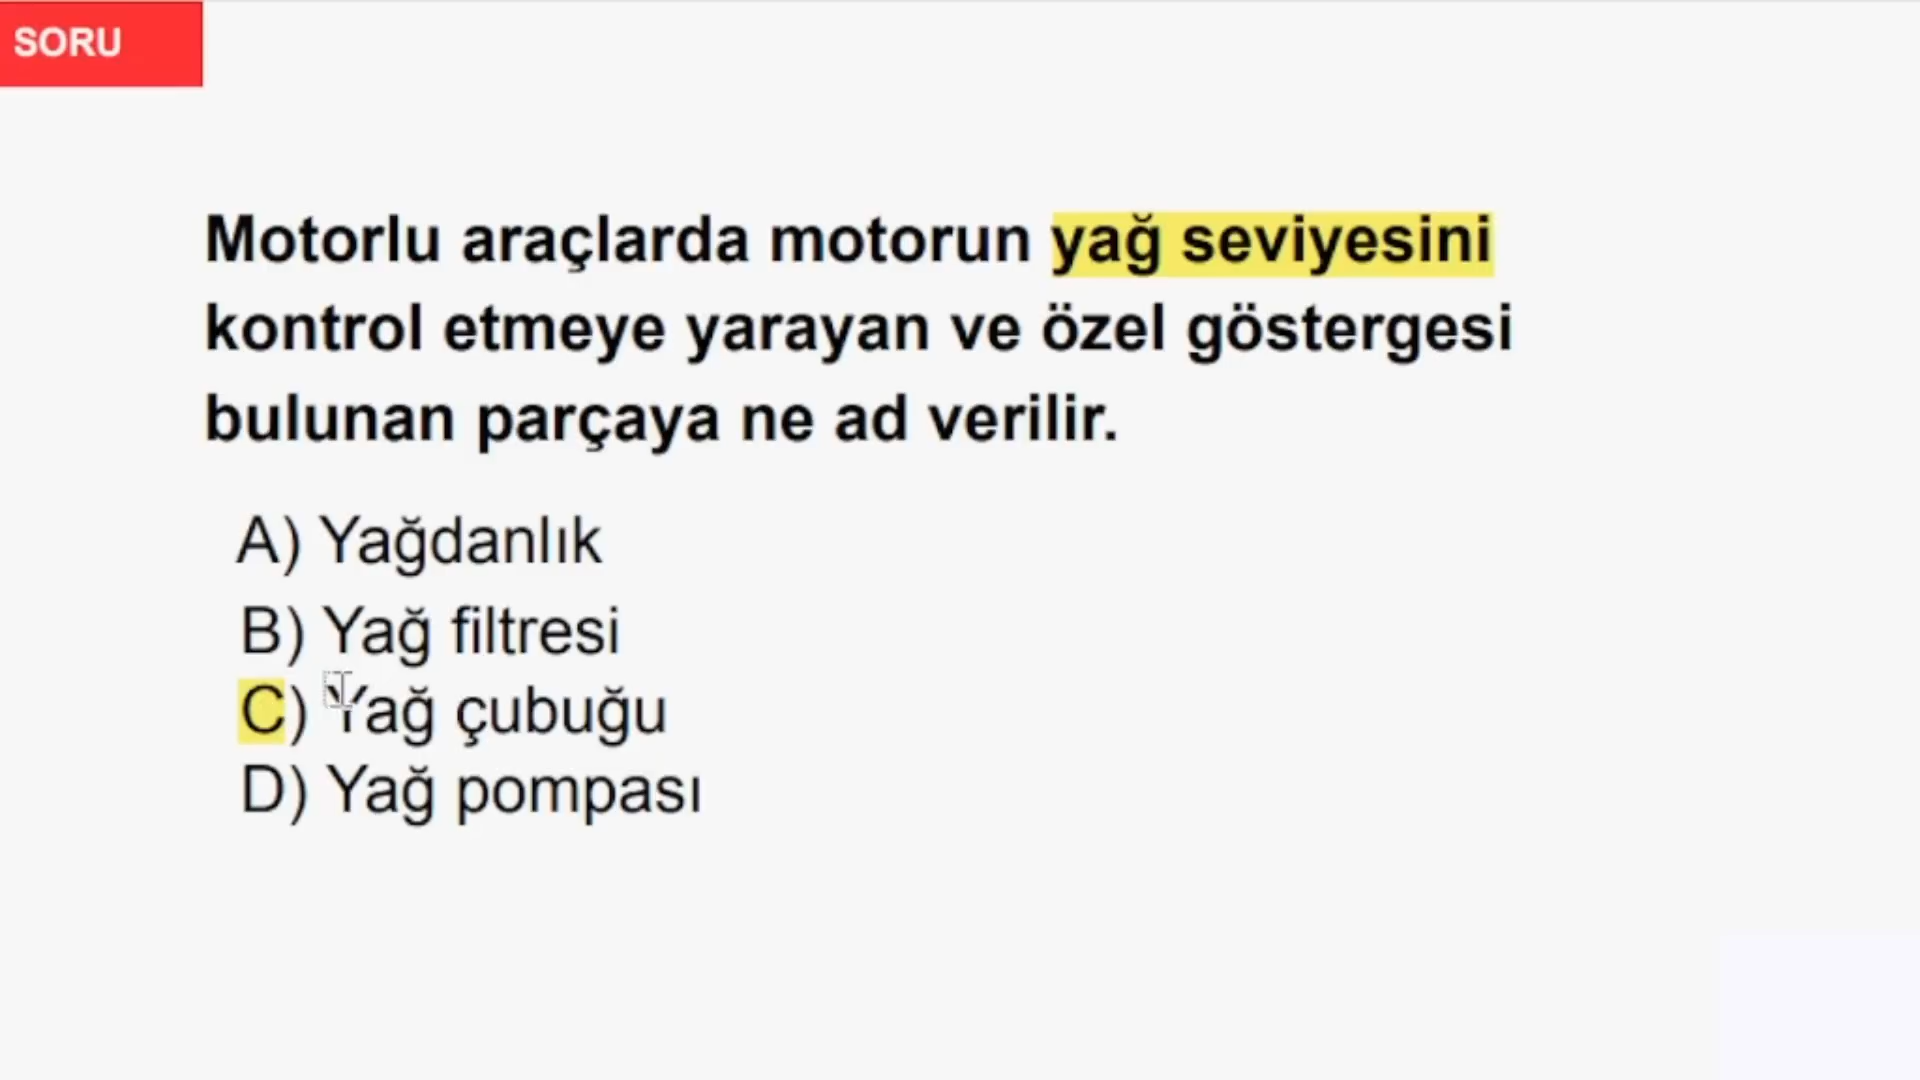 SORU
Motorlu araçlarda motorun yağ seviyesini
kontrol etmeye yarayan ve özel göstergesi
bulunan parçaya ne ad verilir.
A) Yağdanlık
B) Yağ filtresi
C) Yağ çubuğu
D) Yağ pompası